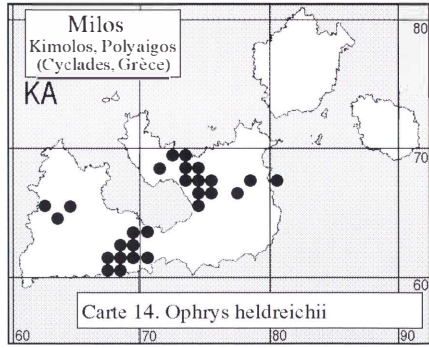 Milos
Kimolos, Polyaigos
(Cyclades, Grèce)
80
KA
70
60
Carte 14. Ophrys heldreichii
60 70 80 90